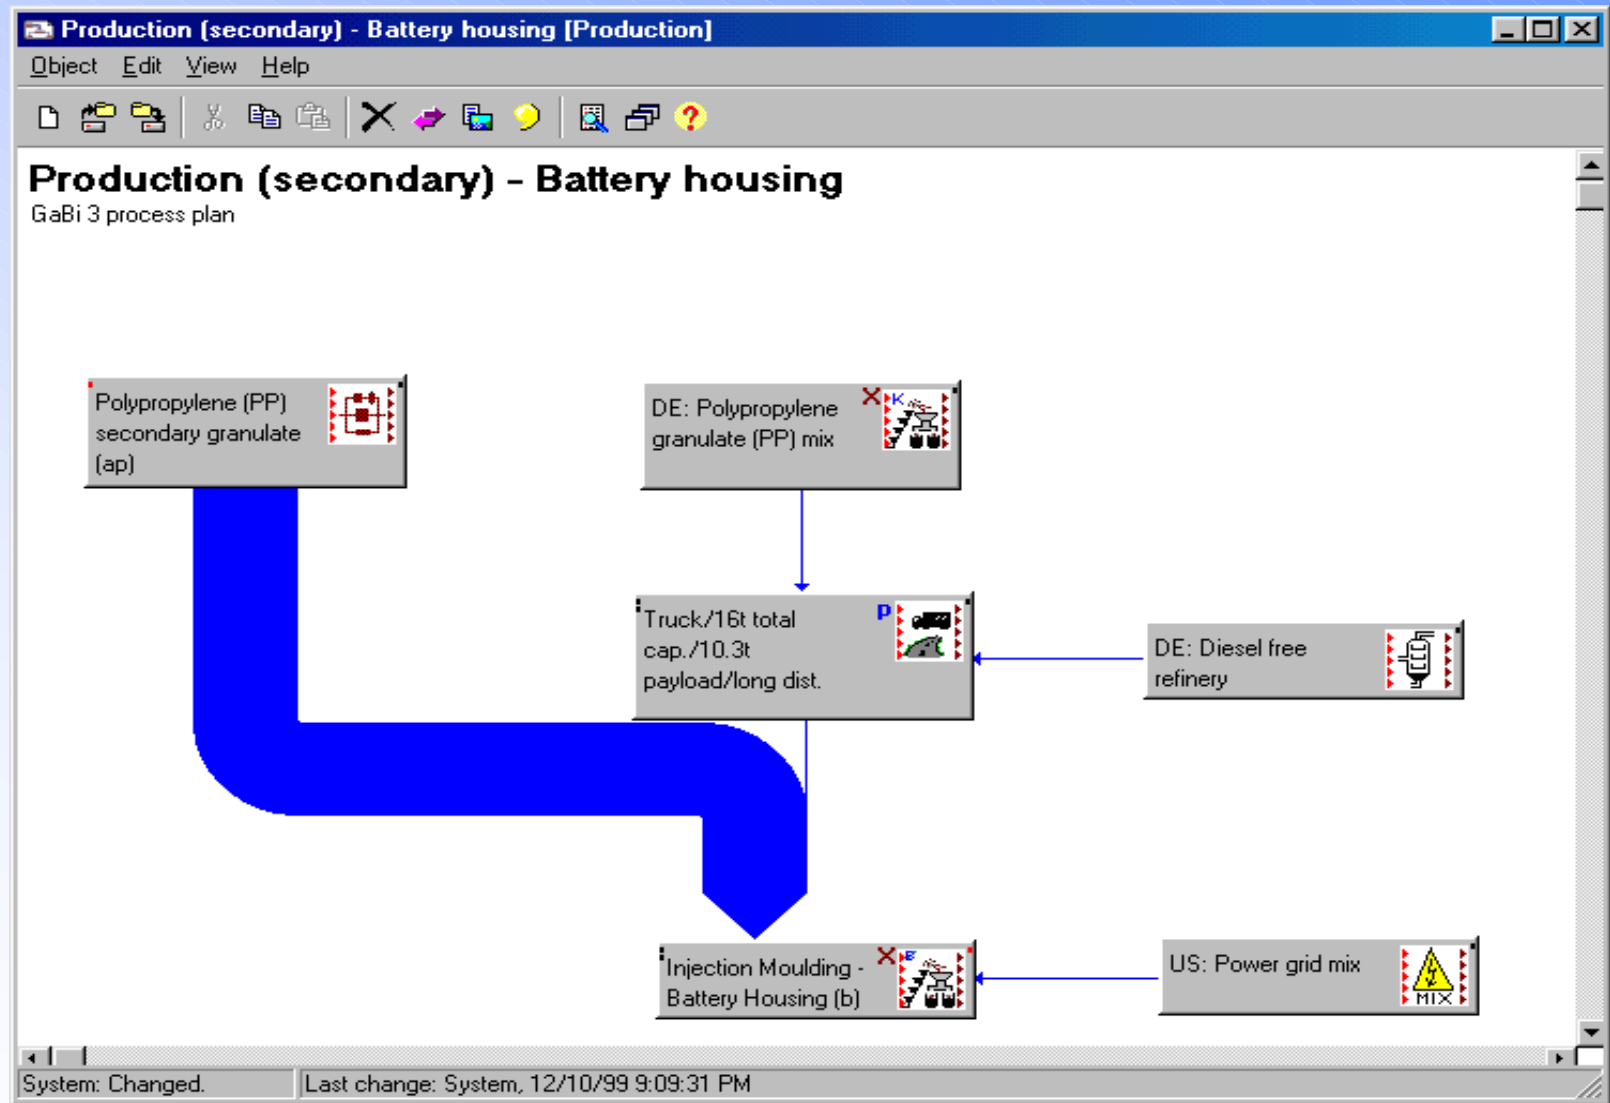 Production (secondary) - Battery housing [Production]
Object Edit View Help
Production (secondary) - Battery housing
GaBi 3 process plan
Polypropylene (PP)
secondary granulate
(ap)
DE: Polypropylene
granulate (PP) mix
X
K
Truck/16t total
cap./10.3t
payload/long dist.
P
DE: Diesel free
refinery
Injection Moulding -
Battery Housing (b)
X
B
US: Power grid mix
MIX
System: Changed.
Last change: System, 12/10/99 9:09:31 PM